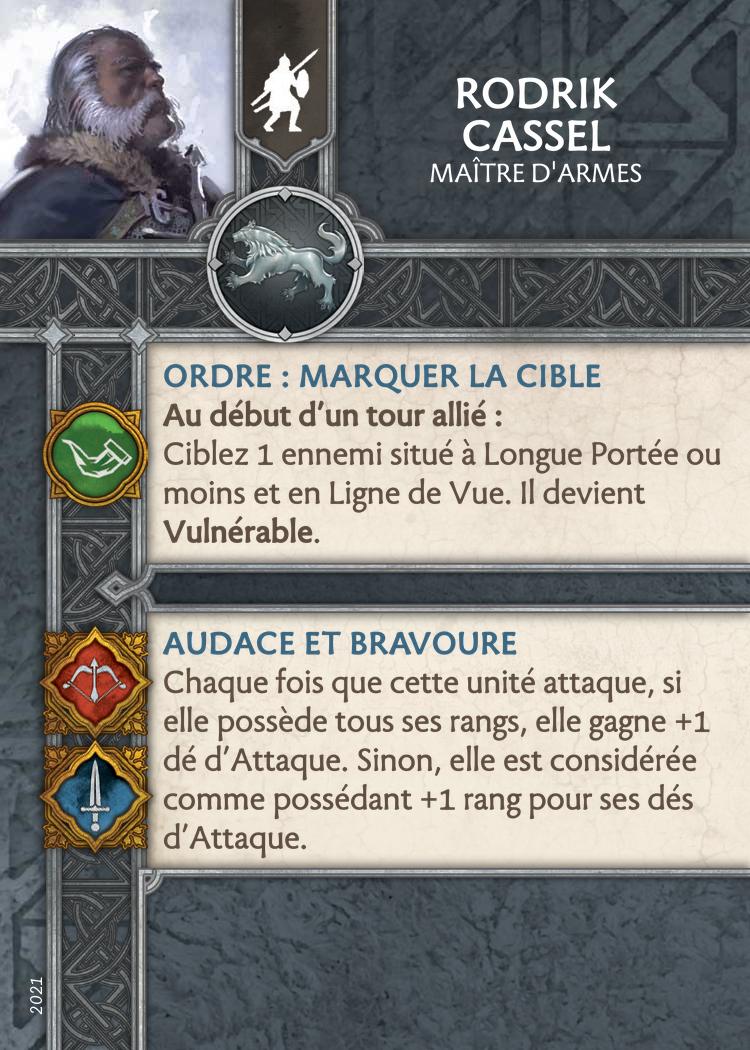 RODRIK
CASSEL
MAÎTRE D'ARMES
ORDRE : MARQUER LA CIBLE
Au début d’un tour allié :
Ciblez 1 ennemi situé à Longue Portée ou
moins et en Ligne de Vue. Il devient
Vulnérable.
AUDACE ET BRAVOURE
Chaque fois que cette unité attaque, si
elle possède tous ses rangs, elle gagne +1
dé d’Attaque. Sinon, elle est considérée
comme possédant +1 rang pour ses dés
d’Attaque.
2021